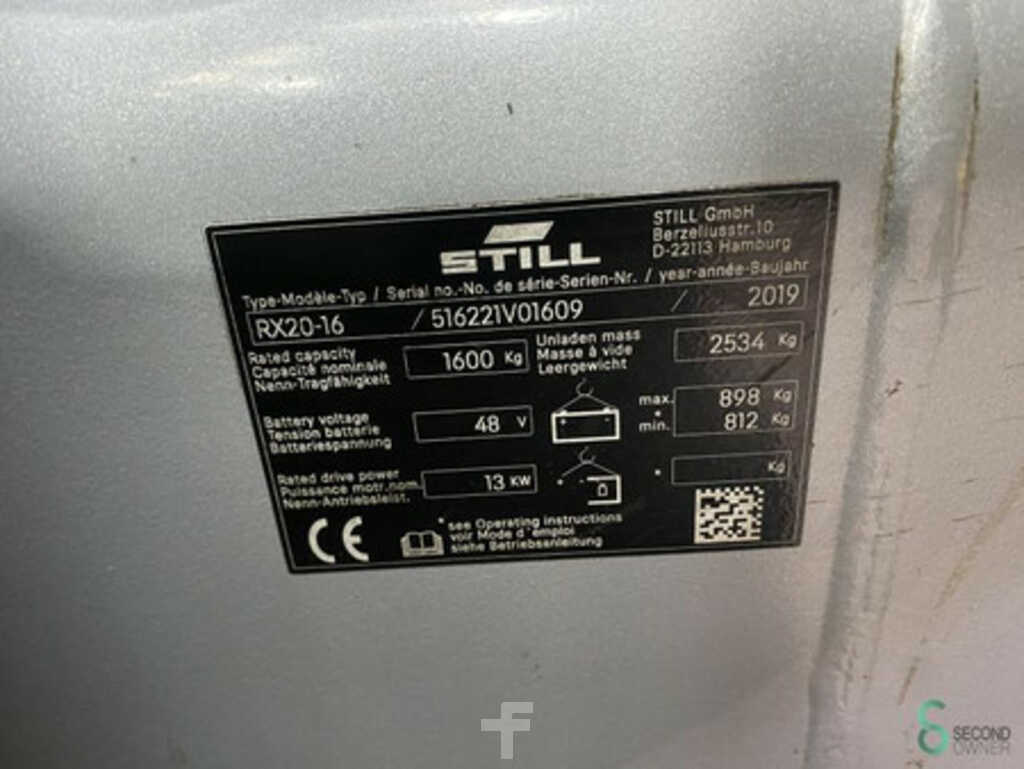 STILL
STILL GmbH
Berzeliusstr.10
D-22113 Hamburg
Type-Modèle-Typ / Serial no.-No. de série-Serien-Nr. / year-année-Baujahr
RX20-16 / 516221V01609 / 2019
Rated capacity
Capacité nominale
Nenn-Tragfähigkeit
1600 Kg
Unladen mass
Masse à vide
Leergewicht
2534 Kg
Battery voltage
Tension batterie
Batteriespannung
48 V
+ -
max. 898 Kg
*
min. 812 Kg
Rated drive power
Puissance motr.nom.
Nenn-Antriebsleist.
13 KW
* Kg
CE
*see Operating instructions
voir Mode d'emploi
siehe Betriebsanleitung
F
SECOND
OWNER